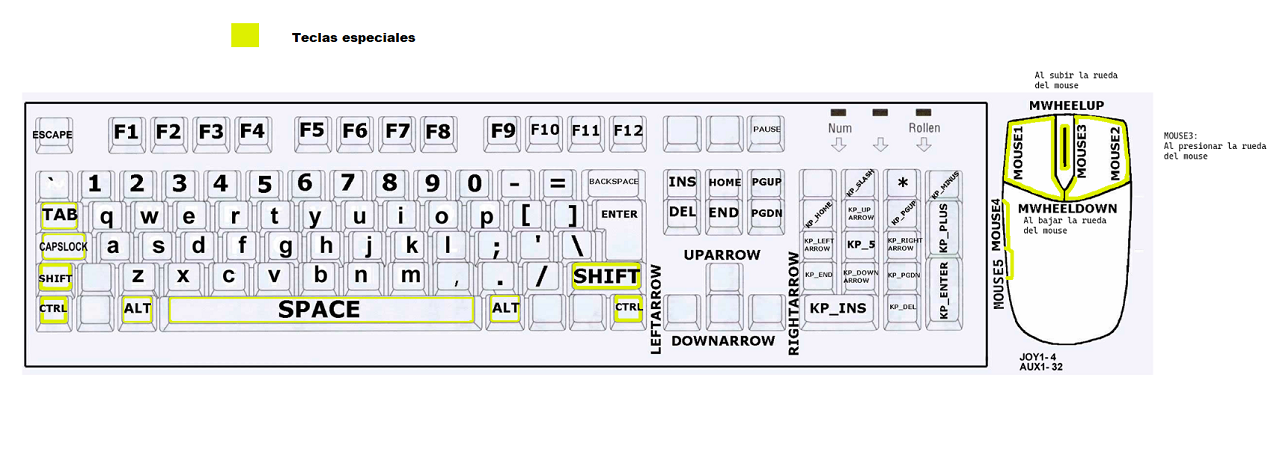 Teclas especiales
Al subir la rueda
del mouse
MWHEELUP
ESCAPE F1 F2 F3 F4 F5 F6 F7 F8 F9 F10 F11 F12 PAUSE
Num Rollen
MOUSE1 MOUSE3 MOUSE2
MOUSE3:
Al presionar la rueda
del mouse
` 1 2 3 4 5 6 7 8 9 0 - = BACKSPACE INS HOME PGUP KP_SLASH * KP_MINUS
TAB q w e r t y u i o p [ ] ENTER DEL END PGDN KP_HOME KP_UP
ARROW KP_PGUP KP_PLUS
MWHEELDOWN
Al bajar la rueda
del mouse
CAPSLOCK a s d f g h j k l ; ' \ KP_LEFT
ARROW KP_5 KP_RIGHT
ARROW
MOUSE4
UPARROW
SHIFT z x c v b n m , . / SHIFT KP_END KP_DOWN
ARROW KP_PGDN KP_ENTER
MOUSE5
CTRL ALT SPACE ALT CTRL LEFTARROW RIGHTARROW KP_INS KP_DEL
DOWNARROW
JOY1- 4
AUX1- 32